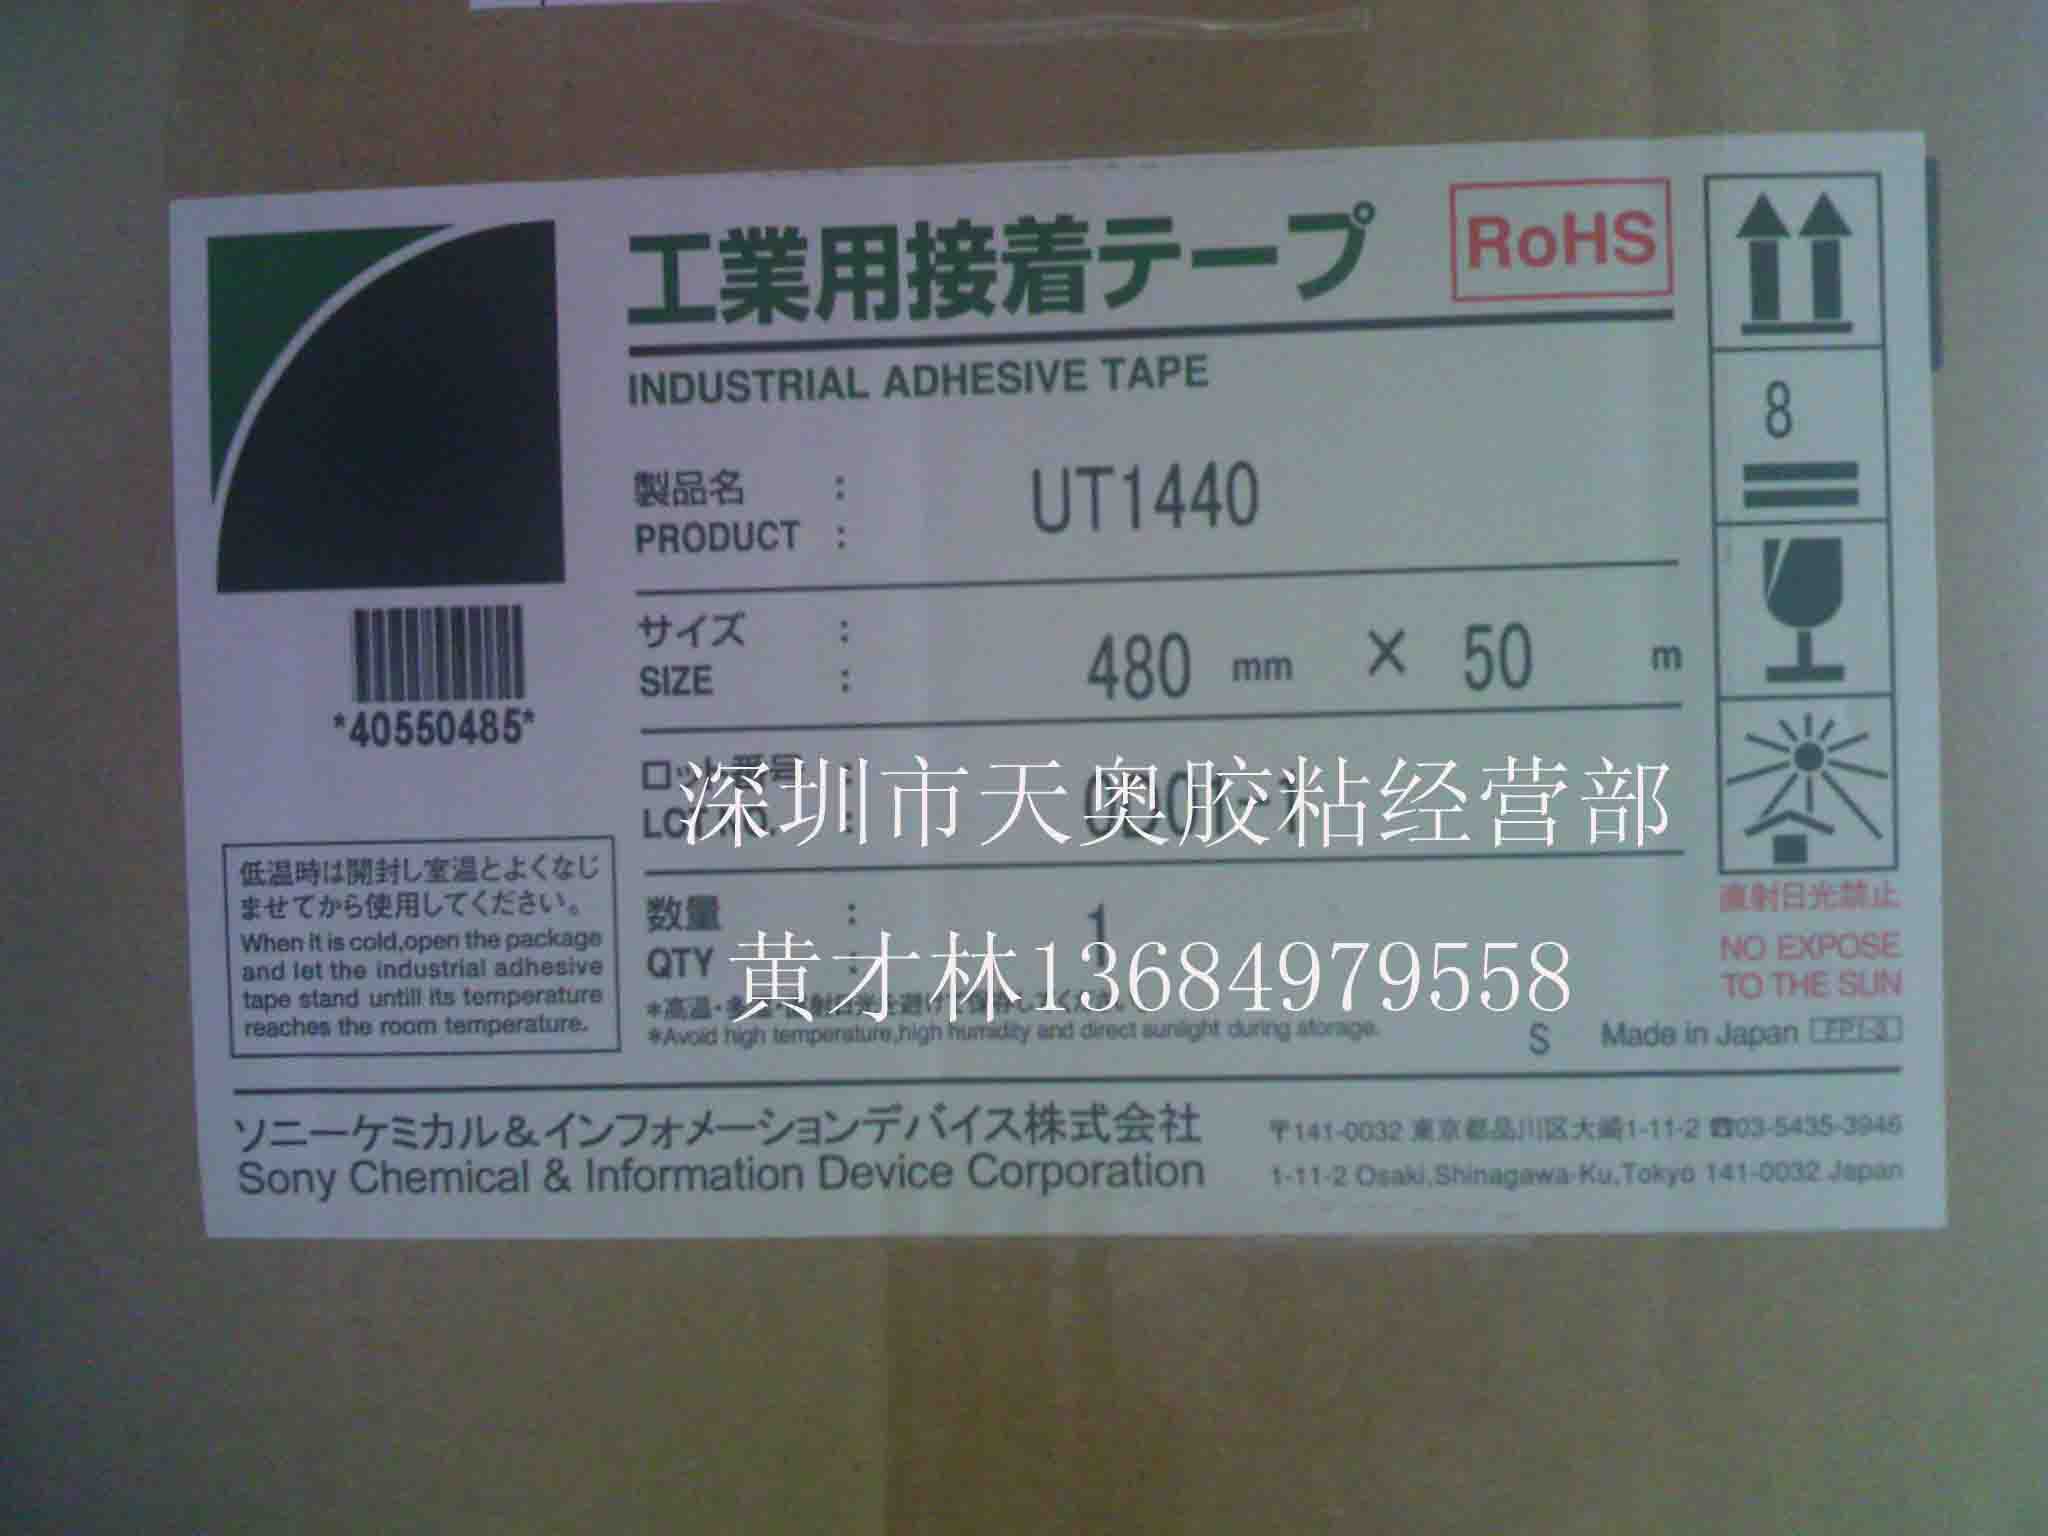 工業用接着テープ
RoHS
INDUSTRIAL ADHESIVE TAPE
製品名 :
PRODUCT : UT1440
サイズ :
SIZE : 480 mm × 50 m
8
*40550485*
ロット番号 :
LOT NO. :
深圳市天奥胶粘经营部
低温時は開封し室温とよくなじ
ませてから使用してください。
When it is cold,open the package
and let the industrial adhesive
tape stand untill its temperature
reaches the room temperature.
数量 :
QTY : 1
黄才林13684979558
*Avoid high temperature,high humidity and direct sunlight during storage.
直射日光禁止
NO EXPOSE
TO THE SUN
S Made in Japan
ソニーケミカル&インフォメーションデバイス株式会社
Sony Chemical & Information Device Corporation
〒141-0032 東京都品川区大崎1-11-2 ☎03-5435-3946
1-11-2 Osaki,Shinagawa-Ku,Tokyo 141-0032 Japan